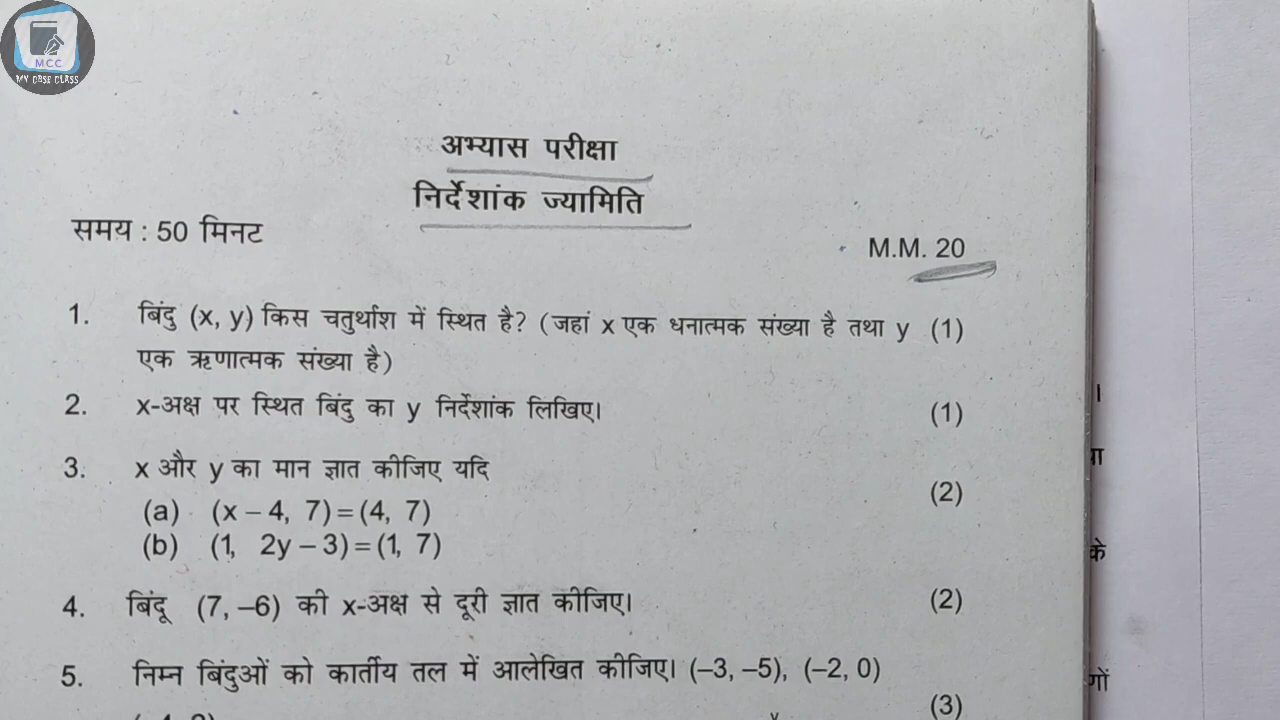 MCC
MY CBSE CLASS
अभ्यास परीक्षा
निर्देशांक ज्यामिति
समय : 50 मिनट
M.M. 20
1. बिंदु (x, y) किस चतुर्थांश में स्थित है? (जहां x एक धनात्मक संख्या है तथा y (1)
एक ऋणात्मक संख्या है)
2. x-अक्ष पर स्थित बिंदु का y निर्देशांक लिखिए। (1)
3. x और y का मान ज्ञात कीजिए यदि
(2)
(a) (x – 4, 7) = (4, 7)
(b) (1, 2y – 3) = (1, 7)
4. बिंदू (7, –6) की x-अक्ष से दूरी ज्ञात कीजिए। (2)
5. निम्न बिंदुओं को कार्तीय तल में आलेखित कीजिए। (–3, –5), (–2, 0)
(3)